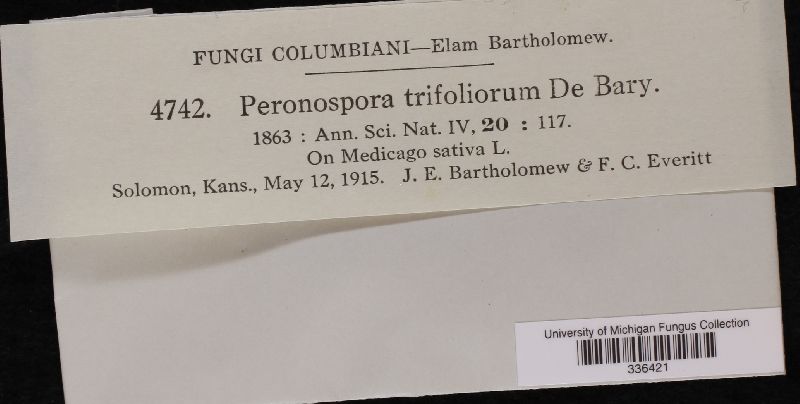 FUNGI COLUMBIANI—Elam Bartholomew.
4742. Peronospora trifoliorum De Bary.
1863 : Ann. Sci. Nat. IV, 20 : 117.
On Medicago sativa L.
Solomon, Kans., May 12, 1915. J. E. Bartholomew & F. C. Everitt
University of Michigan Fungus Collection
336421